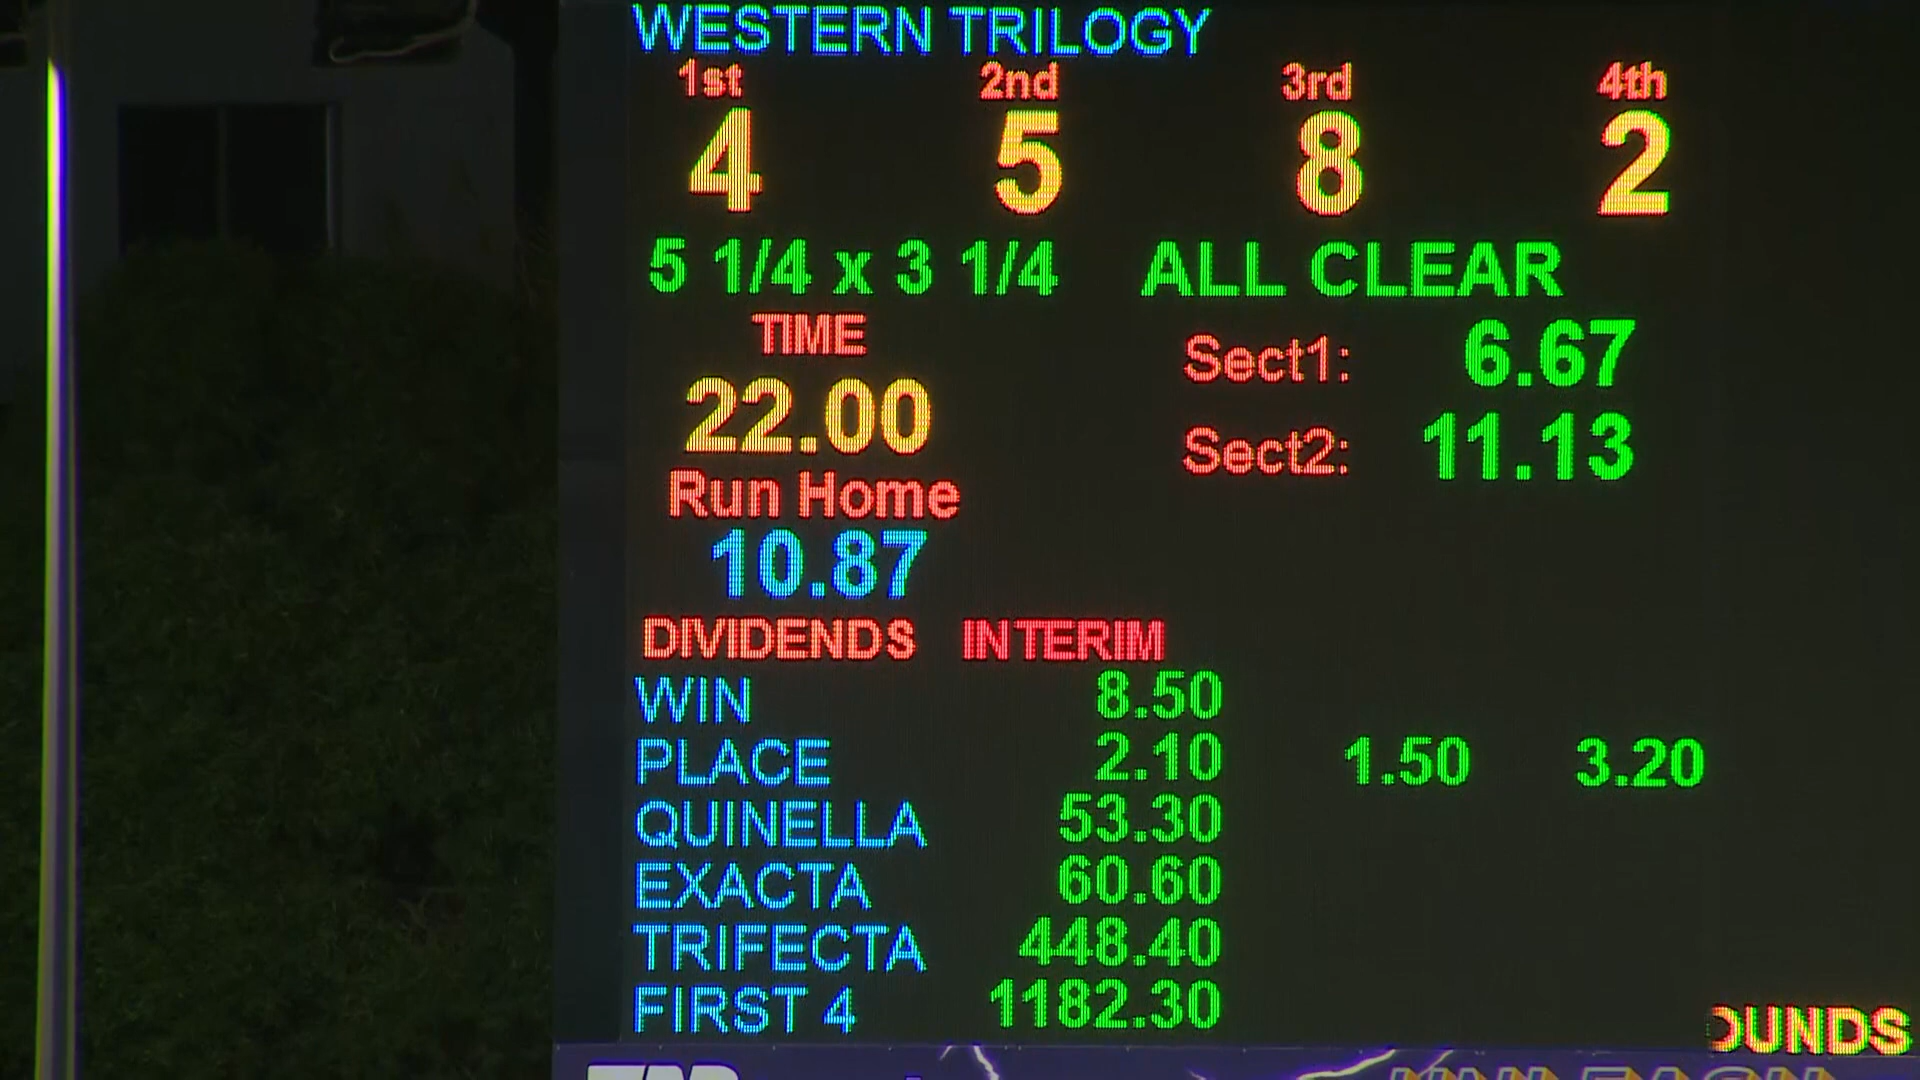 WESTERN TRILOGY
1st 2nd 3rd 4th
4 5 8 2
5 1/4 x 3 1/4 ALL CLEAR
TIME
22.00
Sect1: 6.67
Sect2: 11.13
Run Home
10.87
DIVIDENDS INTERIM
WIN 8.50
PLACE 2.10 1.50 3.20
QUINELLA 53.30
EXACTA 60.60
TRIFECTA 448.40
FIRST 4 1182.30
OUNDS